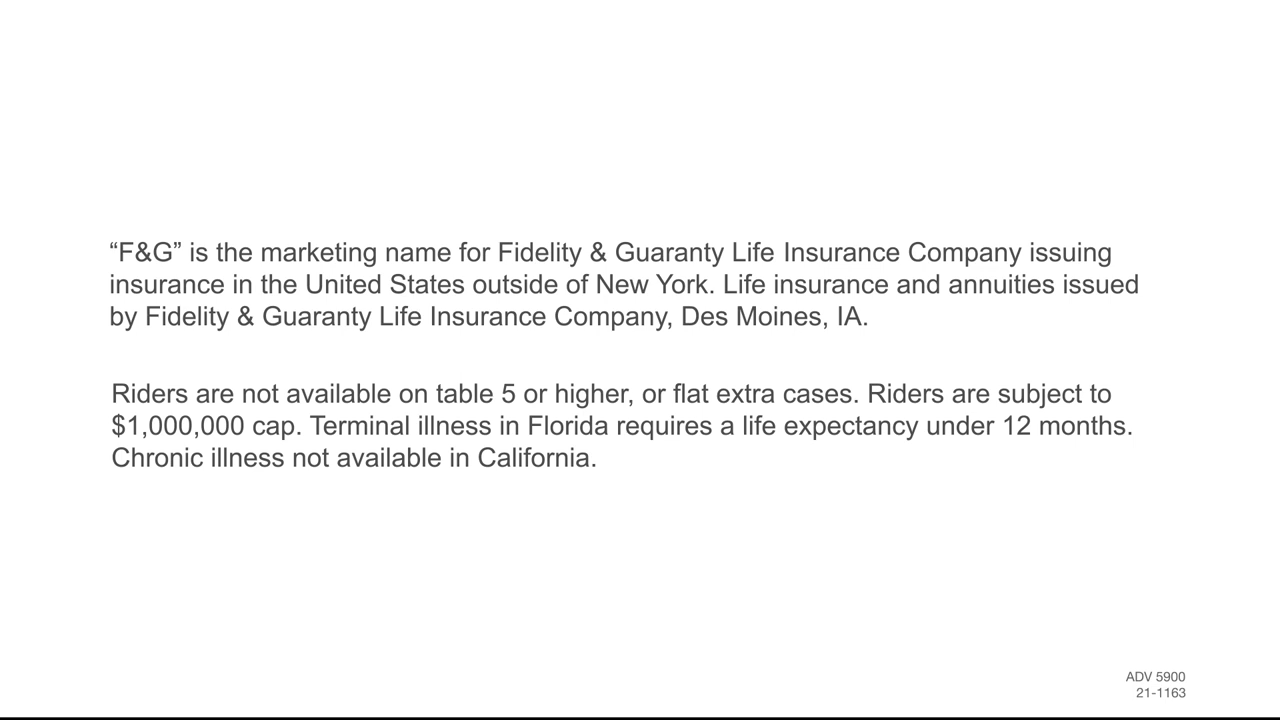 “F&G” is the marketing name for Fidelity & Guaranty Life Insurance Company issuing
insurance in the United States outside of New York. Life insurance and annuities issued
by Fidelity & Guaranty Life Insurance Company, Des Moines, IA.
Riders are not available on table 5 or higher, or flat extra cases. Riders are subject to
$1,000,000 cap. Terminal illness in Florida requires a life expectancy under 12 months.
Chronic illness not available in California.
ADV 5900
21-1163